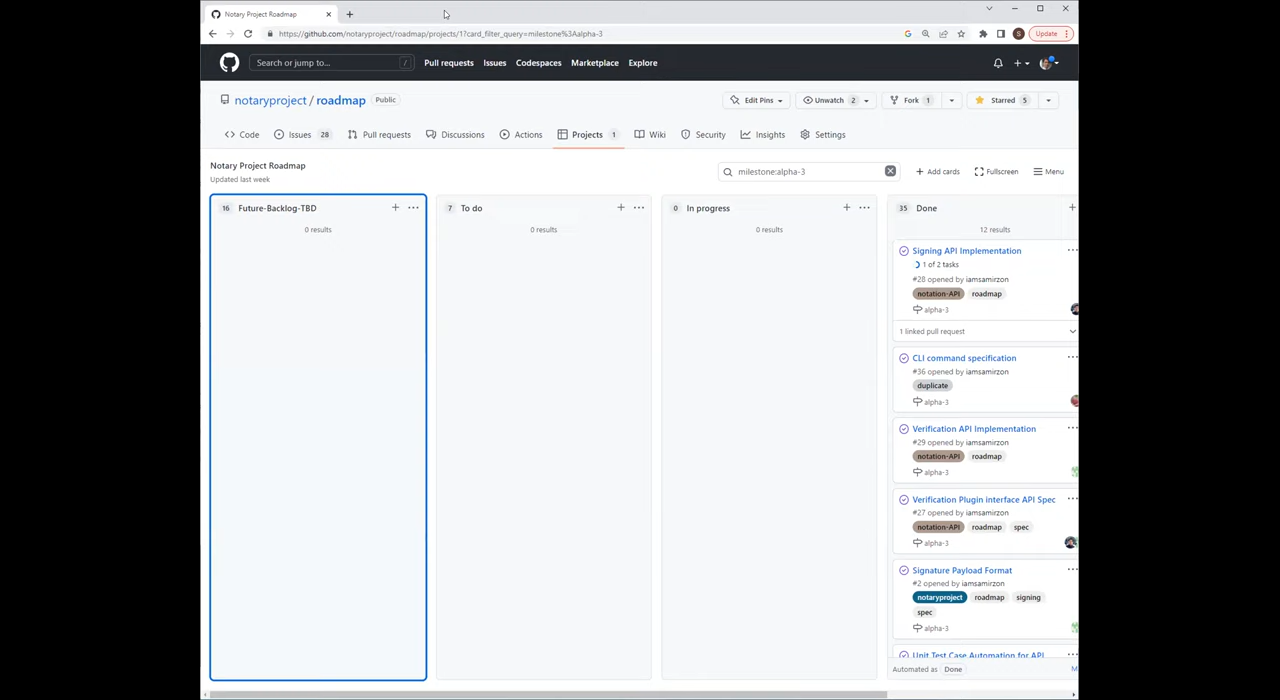 Notary Project Roadmap
https://github.com/notaryproject/roadmap/projects/1?card_filter_query=milestone%3Aalpha-3
Update
Search or jump to...
/
Pull requests
Issues
Codespaces
Marketplace
Explore
notaryproject / roadmap
Public
Edit Pins
Unwatch 2
Fork 1
Starred 5
Code
Issues 28
Pull requests
Discussions
Actions
Projects 1
Wiki
Security
Insights
Settings
Notary Project Roadmap
Updated last week
milestone:alpha-3
Add cards
Fullscreen
Menu
16 Future-Backlog-TBD
0 results
7 To do
0 results
0 In progress
0 results
35 Done
12 results
Signing API Implementation
1 of 2 tasks
#28 opened by iamsamirzon
notation-API roadmap
alpha-3
1 linked pull request
CLI command specification
#36 opened by iamsamirzon
duplicate
alpha-3
Verification API Implementation
#29 opened by iamsamirzon
notation-API roadmap
alpha-3
Verification Plugin interface API Spec
#27 opened by iamsamirzon
notation-API roadmap spec
alpha-3
Signature Payload Format
#2 opened by iamsamirzon
notaryproject roadmap signing
spec
alpha-3
Unit Test Case Automation for API
Automated as Done
M